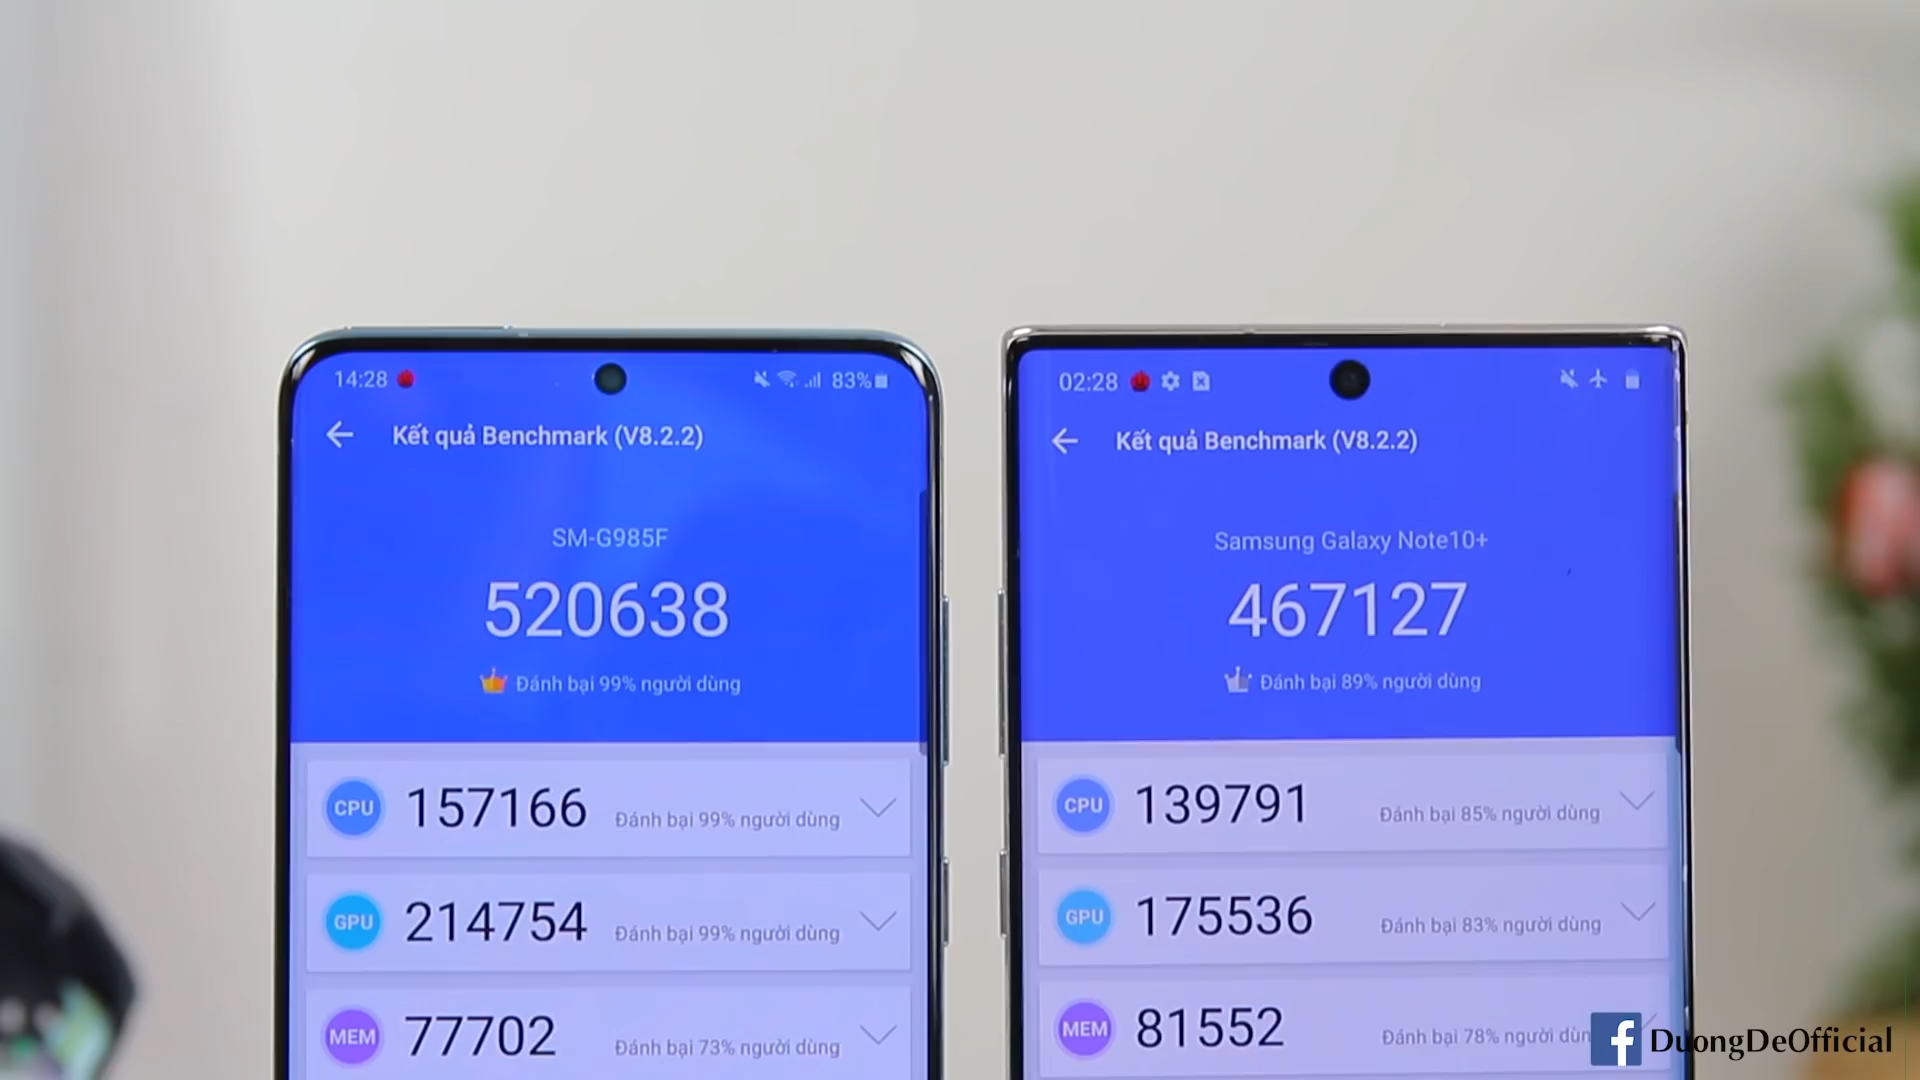 14:28
83%
Kết quả Benchmark (V8.2.2)
SM-G985F
520638
Đánh bại 99% người dùng
CPU 157166 Đánh bại 99% người dùng
GPU 214754 Đánh bại 99% người dùng
MEM 77702 Đánh bại 73% người dùng
02:28
Kết quả Benchmark (V8.2.2)
Samsung Galaxy Note10+
467127
Đánh bại 89% người dùng
CPU 139791 Đánh bại 85% người dùng
GPU 175536 Đánh bại 83% người dùng
MEM 81552 Đánh bại 78% người dùn
f DuongDeOfficial